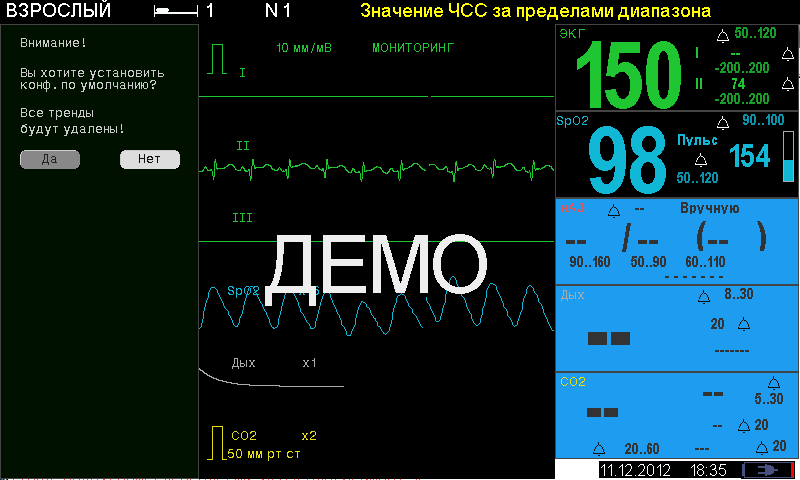 ВЗРОСЛЫЙ 1 N 1 Значение ЧСС за пределами диапазона
Внимание!
Вы хотите установить
конф. по умолчанию?
Все тренды
будут удалены!
Да Нет
10 мм/мВ МОНИТОРИНГ
I
II
III
ДЕМО
SpO2
Дых x1
CO2 x2
50 мм рт ст
ЭКГ 50..120
150
I --
-200..200
II 74
-200..200
SpO2 90..100
98
Пульс 154
50..120
-- Вручную
-- / -- (-- )
90..160 50..90 60..110
-------
Дых 8..30
--
20
-------
CO2
--
5..30
--
-- 20
20..60 --- 20
11.12.2012 18:35